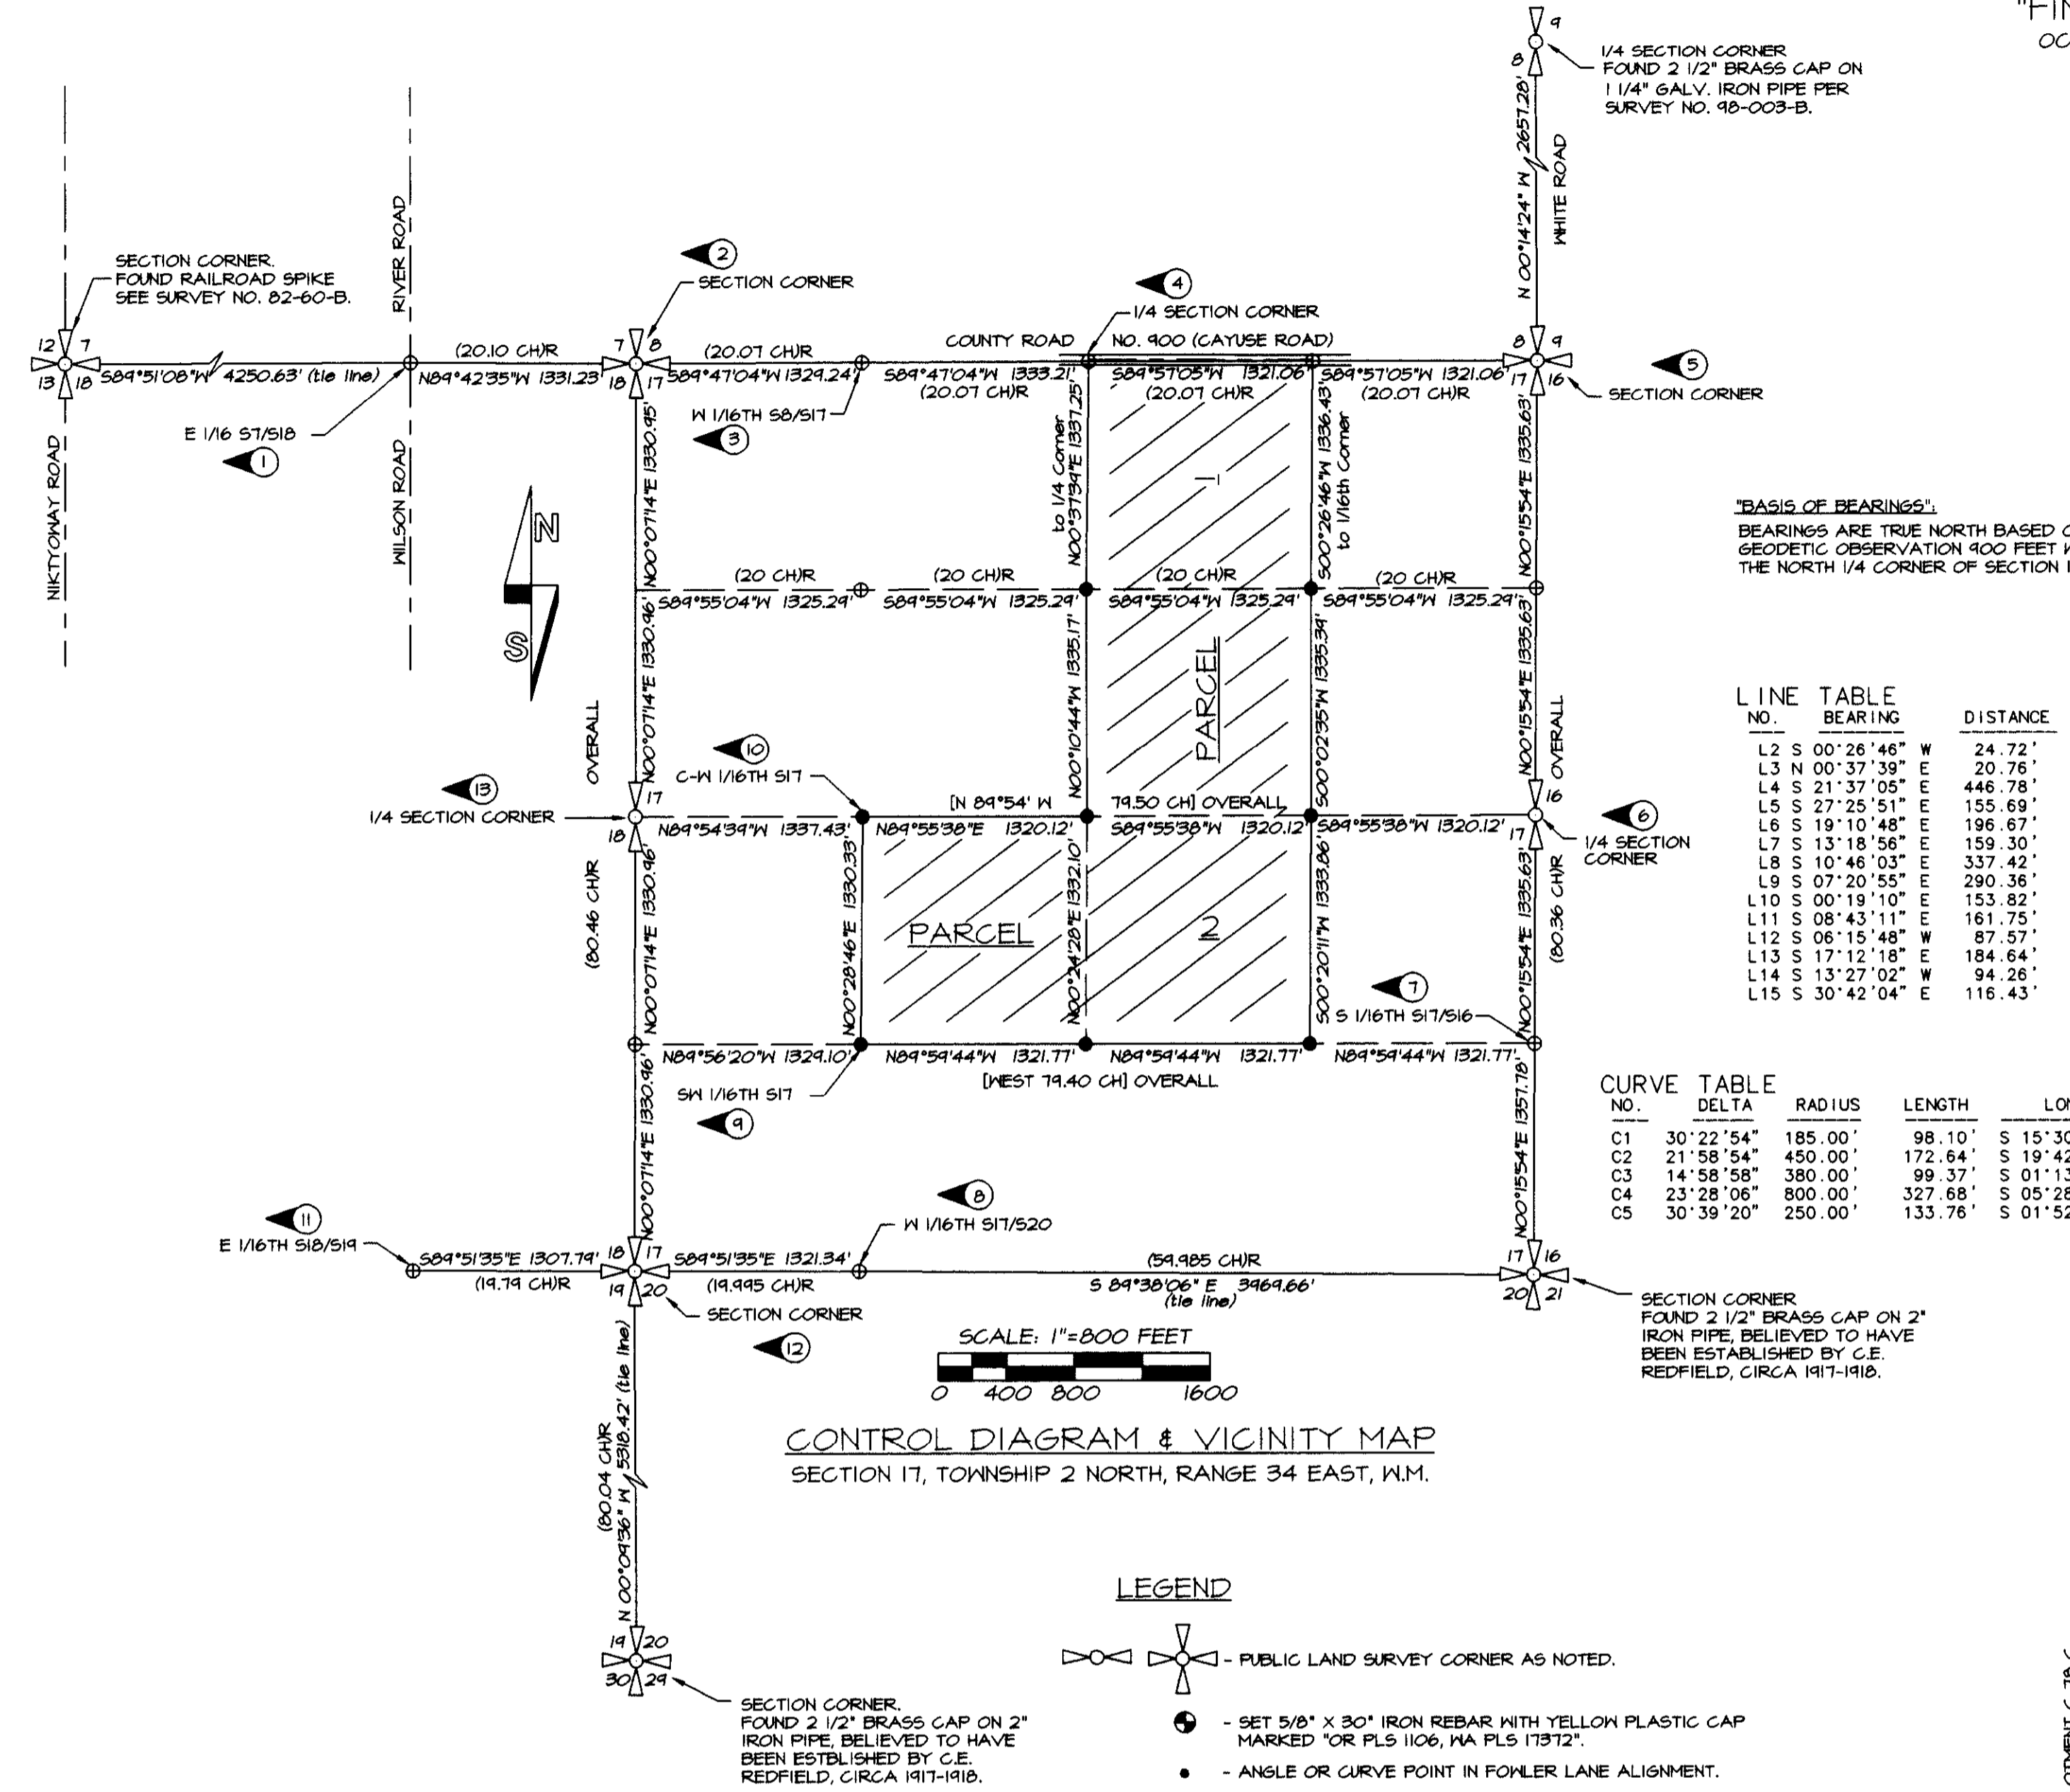 "FIN
OC
9
8
1/4 SECTION CORNER
FOUND 2 1/2" BRASS CAP ON
1 1/4" GALV. IRON PIPE PER
SURVEY NO. 98-003-B.
N 00°14'24" W 2657.28'
WHITE ROAD
RIVER ROAD
WILSON ROAD
NIKTYOWAY ROAD
SECTION CORNER.
FOUND RAILROAD SPIKE
SEE SURVEY NO. 82-60-B.
2
SECTION CORNER
4
1/4 SECTION CORNER
COUNTY ROAD NO. 900 (CAYUSE ROAD)
12 7
13 18
(20.10 CH)R
7 8
18 17
(20.07 CH)R
8 9
17 16
5
SECTION CORNER
S89°51'08"W 4250.63' (tie line)
N89°42'35"W 1331.23'
S89°47'04"W 1329.24'
S89°47'04"W 1333.21'
S89°57'05"W 1321.06'
S89°57'05"W 1321.06'
(20.07 CH)R
(20.07 CH)R
(20.07 CH)R
W 1/16TH S8/S17
3
E 1/16 S7/S18
1
N
S
N00°07'14"E 1330.95'
to 1/4 Corner
N00°37'39"E 1337.25'
1
S00°26'46"W 1336.43'
to 1/16th Corner
N00°15'54"E 1335.63'
"BASIS OF BEARINGS":
BEARINGS ARE TRUE NORTH BASED O
GEODETIC OBSERVATION 900 FEET W
THE NORTH 1/4 CORNER OF SECTION 1
(20 CH)R
(20 CH)R
(20 CH)R
(20 CH)R
S89°55'04"W 1325.29'
S89°55'04"W 1325.29'
S89°55'04"W 1325.29'
S89°55'04"W 1325.29'
OVERALL
N00°07'14"E 1330.96'
N00°10'44"W 1335.17'
PARCEL
S00°02'35"W 1335.39'
N00°15'54"E 1335.63'
OVERALL
LINE TABLE
NO. BEARING DISTANCE
L2 S 00°26'46" W 24.72'
L3 N 00°37'39" E 20.76'
L4 S 21°37'05" E 446.78'
L5 S 27°25'51" E 155.69'
L6 S 19°10'48" E 196.67'
L7 S 13°18'56" E 159.30'
L8 S 10°46'03" E 337.42'
L9 S 07°20'55" E 290.36'
L10 S 00°19'10" E 153.82'
L11 S 08°43'11" E 161.75'
L12 S 06°15'48" W 87.57'
L13 S 17°12'18" E 184.64'
L14 S 13°27'02" W 94.26'
L15 S 30°42'04" E 116.43'
10
C-W 1/16TH S17
13
1/4 SECTION CORNER
17
18
[N 89°54' W 79.50 CH] OVERALL
16
17
6
1/4 SECTION
CORNER
N89°54'39"W 1337.43'
N89°55'38"E 1320.12'
S89°55'38"W 1320.12'
S89°55'38"W 1320.12'
(80.46 CH)R
N00°07'14"E 1330.96'
N00°28'46"E 1330.33'
PARCEL
N00°24'28"E 1332.10'
2
S00°20'11"W 1333.86'
N00°15'54"E 1335.63'
(80.36 CH)R
7
S 1/16TH S17/S16
N89°56'20"W 1329.10'
N89°59'44"W 1321.77'
N89°59'44"W 1321.77'
N89°59'44"W 1321.77'
[WEST 79.40 CH] OVERALL
SW 1/16TH S17
9
N00°07'14"E 1330.96'
N00°15'54"E 1357.78'
CURVE TABLE
NO. DELTA RADIUS LENGTH LON
C1 30°22'54" 185.00' 98.10' S 15°30
C2 21°58'54" 450.00' 172.64' S 19°42
C3 14°58'58" 380.00' 99.37' S 01°13
C4 23°28'06" 800.00' 327.68' S 05°28
C5 30°39'20" 250.00' 133.76' S 01°52
8
W 1/16TH S17/S20
11
E 1/16TH S18/S19
S89°51'35"E 1307.79'
(19.79 CH)R
18 17
19 20
S89°51'35"E 1321.34'
(19.995 CH)R
(59.985 CH)R
S 89°38'06" E 3969.66'
(tie line)
17 16
20 21
SECTION CORNER
12
SECTION CORNER
FOUND 2 1/2" BRASS CAP ON 2"
IRON PIPE, BELIEVED TO HAVE
BEEN ESTABLISHED BY C.E.
REDFIELD, CIRCA 1917-1918.
(80.04 CH)R
N 00°09'36" W 5318.42' (tie line)
SCALE: 1"=800 FEET
0 400 800 1600
CONTROL DIAGRAM & VICINITY MAP
SECTION 17, TOWNSHIP 2 NORTH, RANGE 34 EAST, W.M.
19 20
30 29
SECTION CORNER.
FOUND 2 1/2" BRASS CAP ON 2"
IRON PIPE, BELIEVED TO HAVE
BEEN ESTBLISHED BY C.E.
REDFIELD, CIRCA 1917-1918.
LEGEND
- PUBLIC LAND SURVEY CORNER AS NOTED.
- SET 5/8" X 30" IRON REBAR WITH YELLOW PLASTIC CAP
MARKED "OR PLS 1106, WA PLS 17372".
- ANGLE OR CURVE POINT IN FOWLER LANE ALIGNMENT.